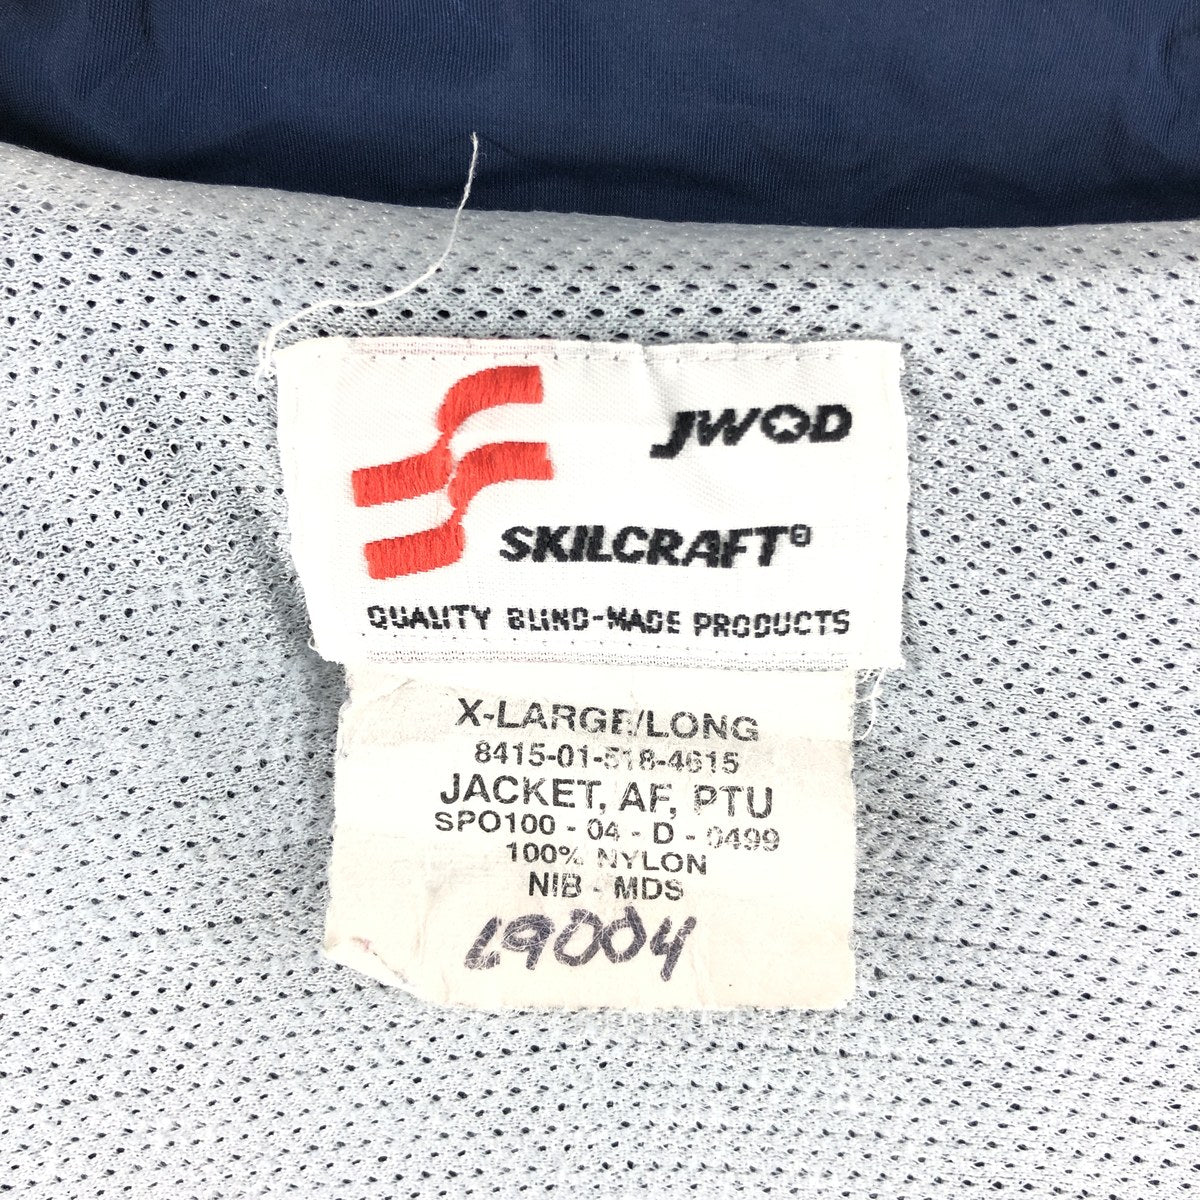 JWOD
SKILCRAFT®
QUALITY BLIND-MADE PRODUCTS
X-LARGE/LONG
8415-01-518-4615
JACKET, AF, PTU
SPO100 - 04 - D - 0499
100% NYLON
NIB - MDS
L9004